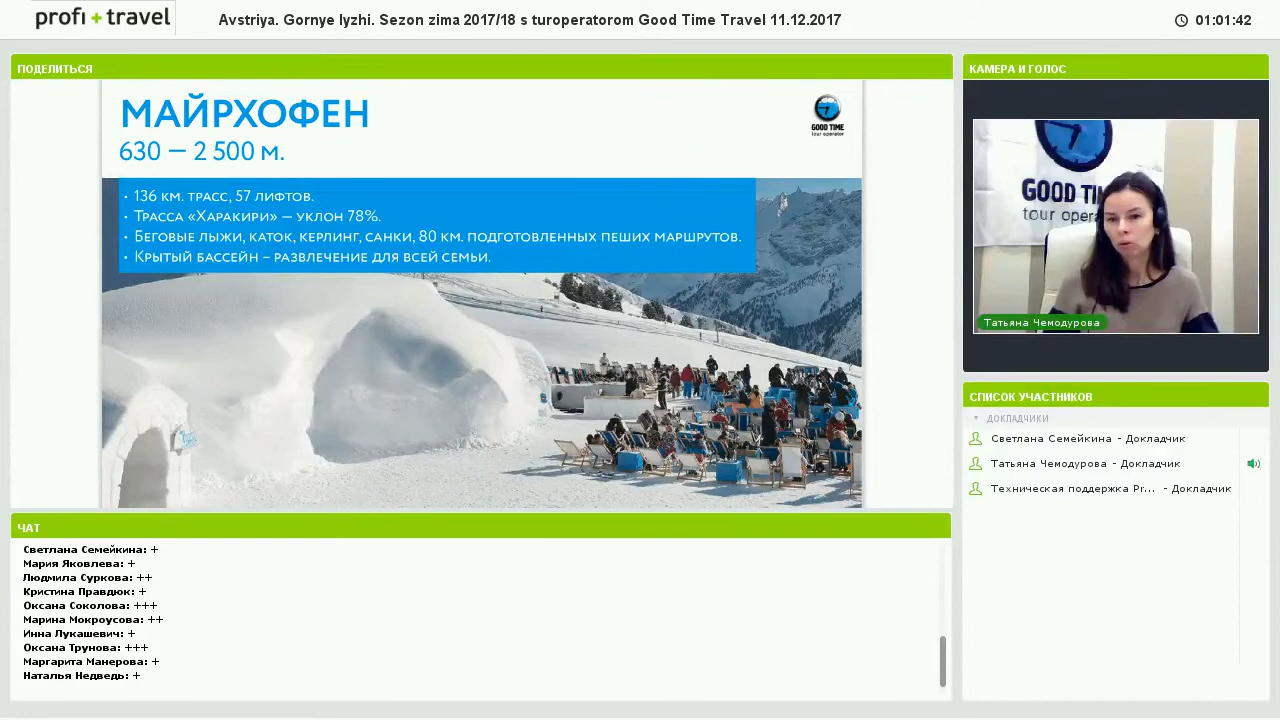 profi + travel
Avstriya. Gornye lyzhi. Sezon zima 2017/18 s turoperatorom Good Time Travel 11.12.2017
01:01:42
ПОДЕЛИТЬСЯ
МАЙРХОФЕН
630 – 2 500 м.
GOOD TIME
tour operator
• 136 км. трасс, 57 лифтов.
• Трасса «Харакири» – уклон 78%.
• Беговые лыжи, каток, керлинг, санки, 80 км. подготовленных пеших маршрутов.
• Крытый бассейн – развлечение для всей семьи.
КАМЕРА И ГОЛОС
GOOD TIM
tour opera
Татьяна Чемодурова
СПИСОК УЧАСТНИКОВ
ДОКЛАДЧИКИ
Светлана Семейкина - Докладчик
Татьяна Чемодурова - Докладчик
Техническая поддержка Pr... - Докладчик
ЧАТ
Светлана Семейкина: +
Мария Яковлева: +
Людмила Суркова: ++
Кристина Правдюк: +
Оксана Соколова: +++
Марина Мокроусова: ++
Инна Лукашевич: +
Оксана Трунова: +++
Маргарита Манерова: +
Наталья Недведь: +